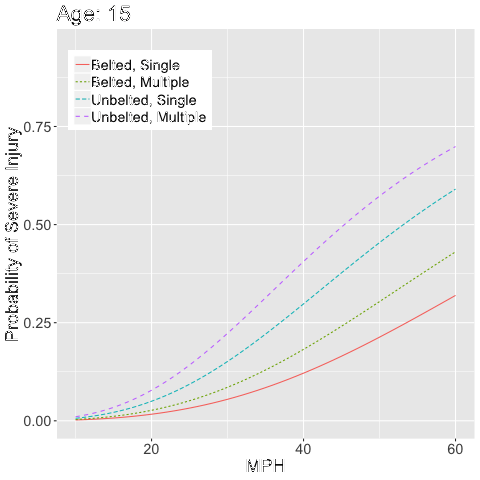 Age: 15
Belted, Single
Belted, Multiple
Unbelted, Single
Unbelted, Multiple
Probability of Severe Injury
0.75
0.50
0.25
0.00
20
40
60
MPH